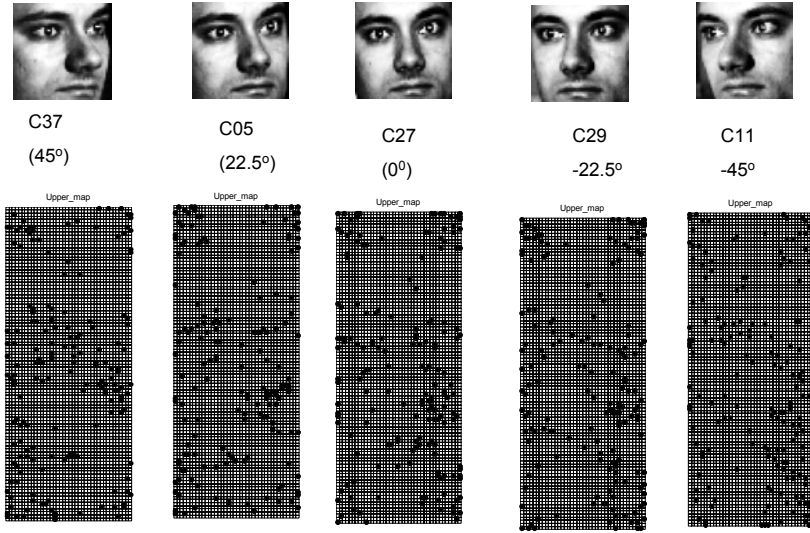 C37
(45º)
C05
(22.5º)
C27
(0⁰)
C29
-22.5º
C11
-45º
Upper_map
Upper_map
Upper_map
Upper_map
Upper_map